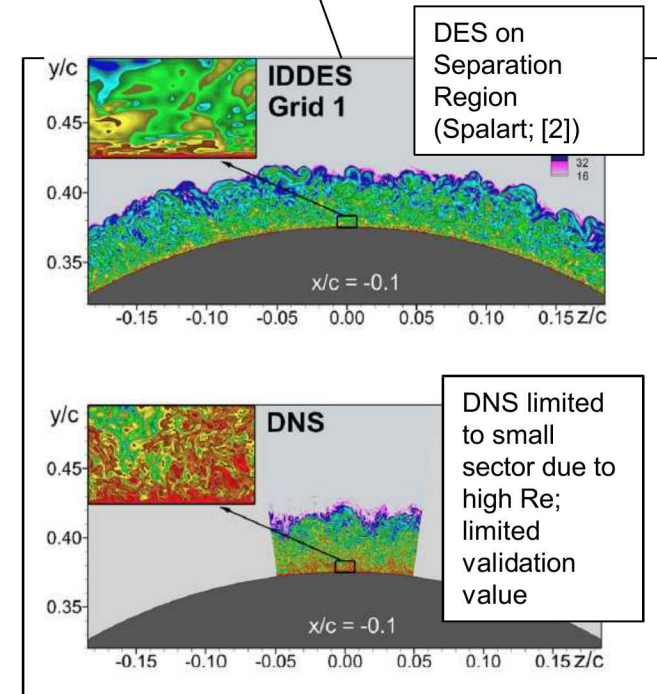 DES on
Separation
Region
(Spalart; [2])
y/c
IDDES
Grid 1
0.45
32
16
0.40
0.35
x/c = -0.1
-0.15 -0.10 -0.05 0.00 0.05 0.10 0.15 z/c
y/c
DNS
DNS limited
to small
sector due to
high Re;
limited
validation
value
0.45
0.40
0.35
x/c = -0.1
-0.15 -0.10 -0.05 0.00 0.05 0.10 0.15 z/c